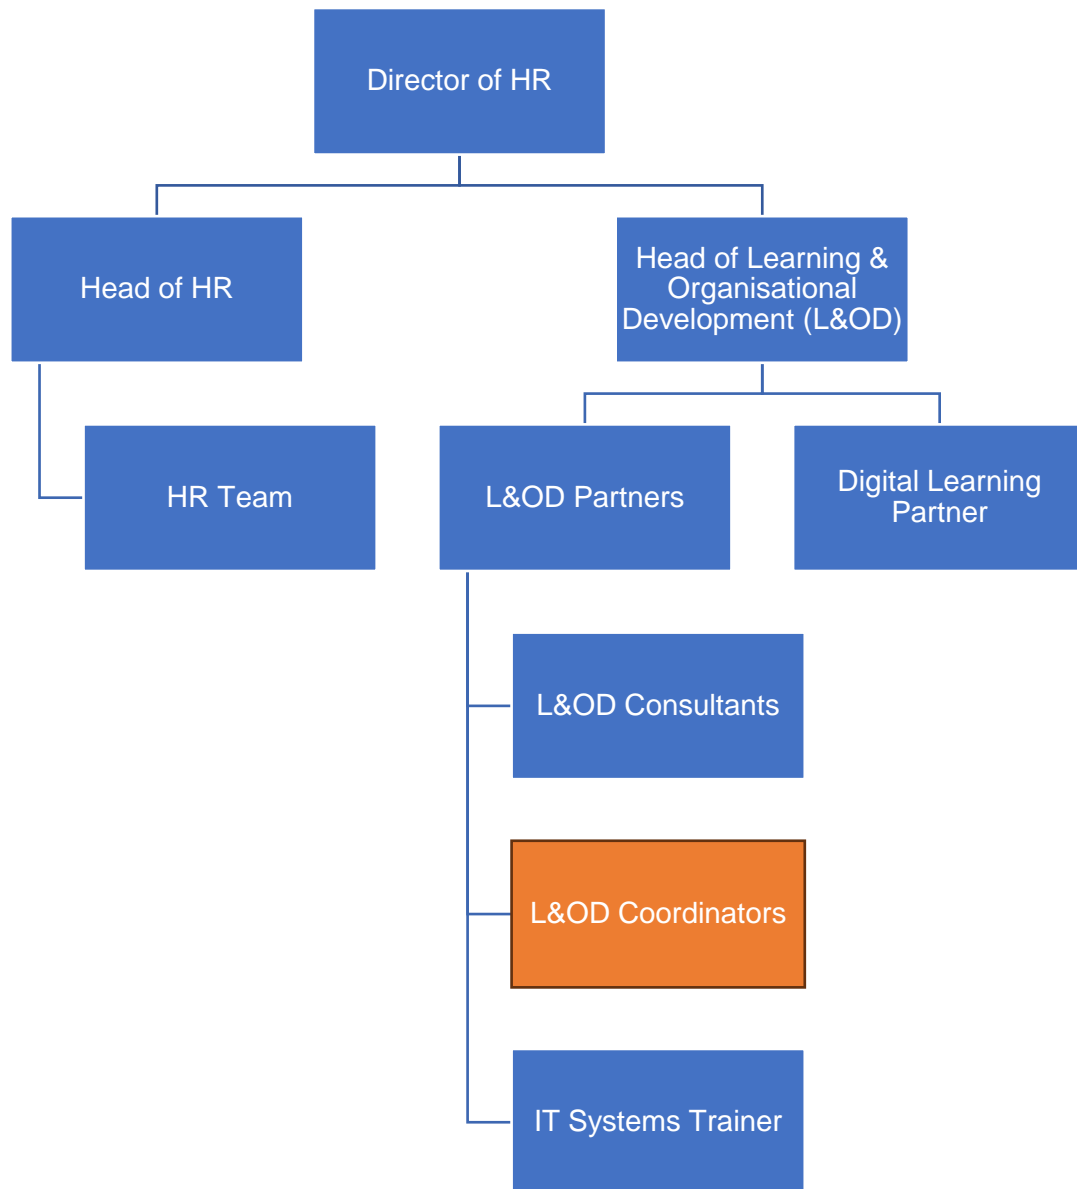 Director of HR
Head of HR
Head of Learning &
Organisational
Development (L&OD)
HR Team
L&OD Partners
Digital Learning
Partner
L&OD Consultants
L&OD Coordinators
IT Systems Trainer